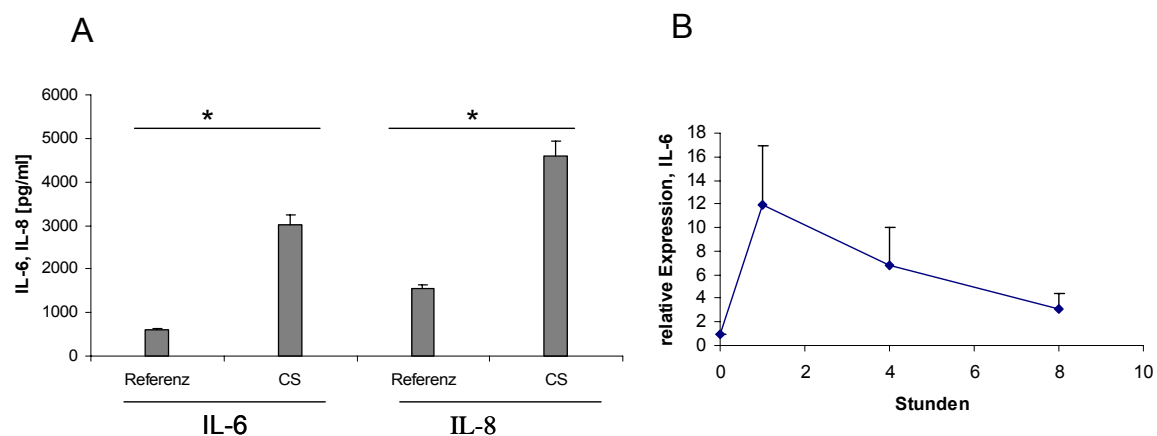 A
IL-6, IL-8 [pg/ml]
6000
5000
4000
3000
2000
1000
0
*
*
Referenz CS Referenz CS
IL-6 IL-8
B
relative Expression, IL-6
18
16
14
12
10
8
6
4
2
0
0 2 4 6 8 10
Stunden